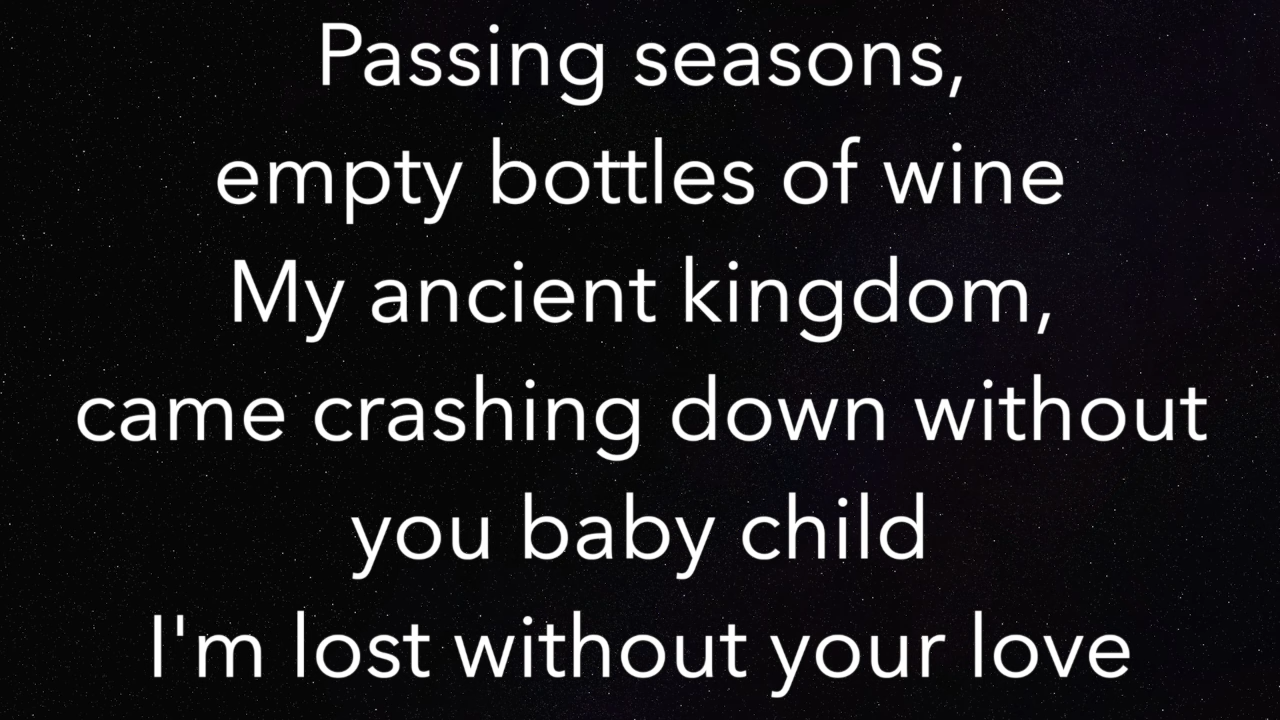 Passing seasons,
empty bottles of wine
My ancient kingdom,
came crashing down without
you baby child
I'm lost without your love